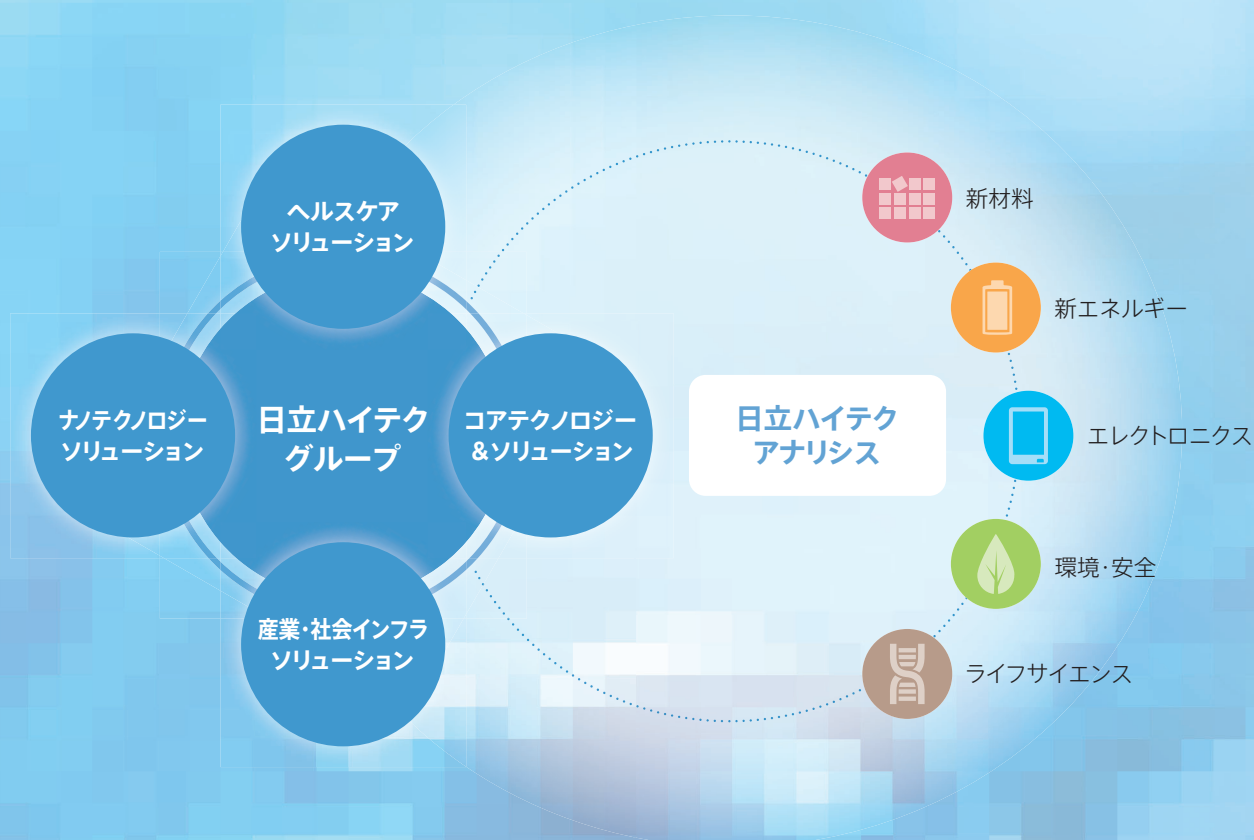 ヘルスケア
ソリューション
ナノテクノロジー
ソリューション
日立ハイテク
グループ
コアテクノロジー
&ソリューション
産業・社会インフラ
ソリューション
日立ハイテク
アナリシス
新材料
新エネルギー
エレクトロニクス
環境・安全
ライフサイエンス